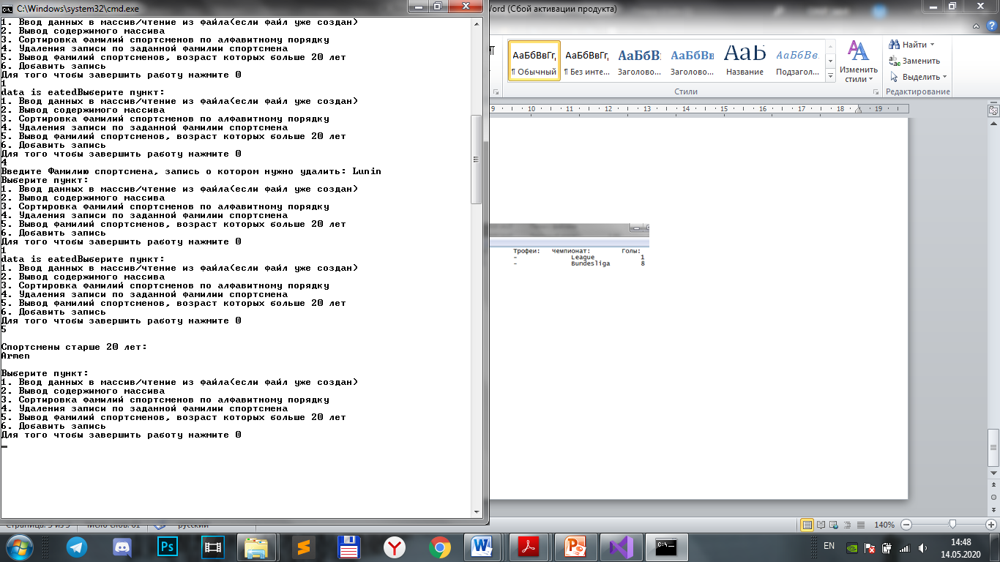 C:\Windows\system32\cmd.exe
1. Ввод данных в массив/чтение из файла(если файл уже создан)
2. Вывод содержимого массива
3. Сортировка фамилий спортсменов по алфавитному порядку
4. Удаления записи по заданной фамилии спортсмена
5. Вывод фамилий спортсменов, возраст которых больше 20 лет
6. Добавить запись
Для того чтобы завершить работу нажмите 0
1
data is eatedВыберите пункт:
1. Ввод данных в массив/чтение из файла(если файл уже создан)
2. Вывод содержимого массива
3. Сортировка фамилий спортсменов по алфавитному порядку
4. Удаления записи по заданной фамилии спортсмена
5. Вывод фамилий спортсменов, возраст которых больше 20 лет
6. Добавить запись
Для того чтобы завершить работу нажмите 0
4
Введите Фамилию спортсмена, запись о котором нужно удалить: Lunin
Выберите пункт:
1. Ввод данных в массив/чтение из файла(если файл уже создан)
2. Вывод содержимого массива
3. Сортировка фамилий спортсменов по алфавитному порядку
4. Удаления записи по заданной фамилии спортсмена
5. Вывод фамилий спортсменов, возраст которых больше 20 лет
6. Добавить запись
Для того чтобы завершить работу нажмите 0
1
data is eatedВыберите пункт:
1. Ввод данных в массив/чтение из файла(если файл уже создан)
2. Вывод содержимого массива
3. Сортировка фамилий спортсменов по алфавитному порядку
4. Удаления записи по заданной фамилии спортсмена
5. Вывод фамилий спортсменов, возраст которых больше 20 лет
6. Добавить запись
Для того чтобы завершить работу нажмите 0
5
Спортсмены старше 20 лет:
Armen
Выберите пункт:
1. Ввод данных в массив/чтение из файла(если файл уже создан)
2. Вывод содержимого массива
3. Сортировка фамилий спортсменов по алфавитному порядку
4. Удаления записи по заданной фамилии спортсмена
5. Вывод фамилий спортсменов, возраст которых больше 20 лет
6. Добавить запись
Для того чтобы завершить работу нажмите 0
Word (Сбой активации продукта)
АаБбВвГг, АаБбВвГг, АаБбВ АаБбВв АаБ АаБбВв.
¶ Обычный ¶ Без инте... Заголово... Заголово... Название Подзагол...
Изменить стили
Найти
Заменить
Выделить
Стили
Редактирование
9 10 11 12 13 14 15 16 17 18 19
Трофеи: Чемпионат: Голы:
- League 1
- Bundesliga 8
русский
140%
Ps
EN
14:48
14.05.2020